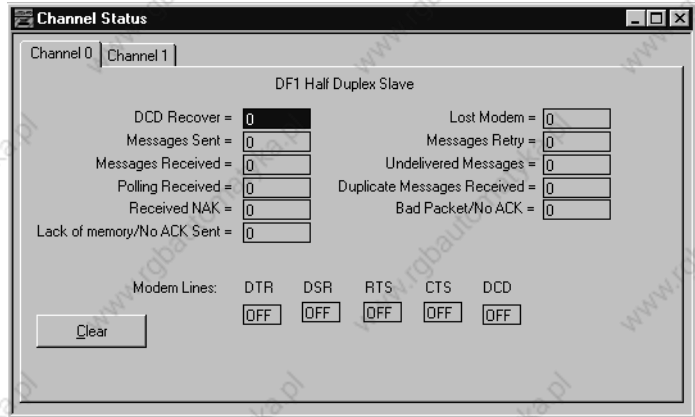 Channel Status
Channel 0 Channel 1
DF1 Half Duplex Slave
DCD Recover = 0 Lost Modem = 0
Messages Sent = 0 Messages Retry = 0
Messages Received = 0 Undelivered Messages = 0
Polling Received = 0 Duplicate Messages Received = 0
Received NAK = 0 Bad Packet/No ACK = 0
Lack of memory/No ACK Sent = 0
Modem Lines: DTR DSR RTS CTS DCD
OFF OFF OFF OFF OFF
Clear
www.rgbautomatyka.pl